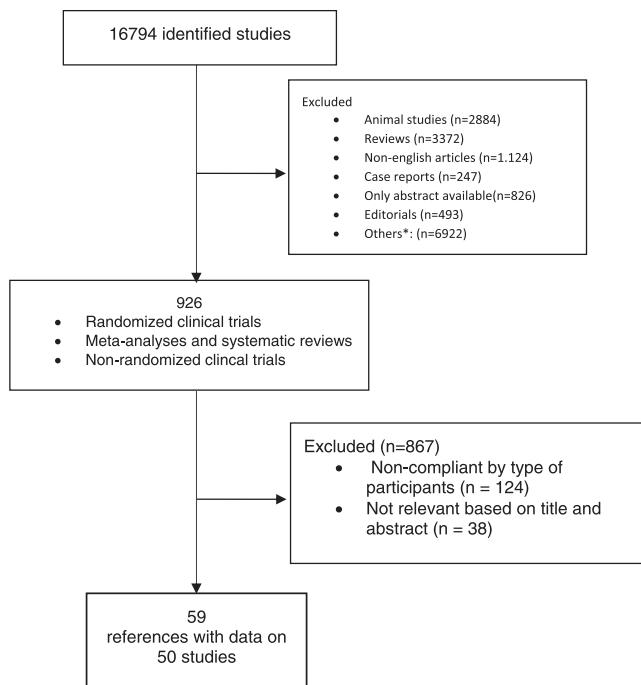 16794 identified studies
Excluded
• Animal studies (n=2884)
• Reviews (n=3372)
• Non-english articles (n=1.124)
• Case reports (n=247)
• Only abstract available(n=826)
• Editorials (n=493)
• Others*: (n=6922)
926
• Randomized clinical trials
• Meta-analyses and systematic reviews
• Non-randomized clincal trials
Excluded (n=867)
• Non-compliant by type of
participants (n = 124)
• Not relevant based on title and
abstract (n = 38)
59
references with data on
50 studies